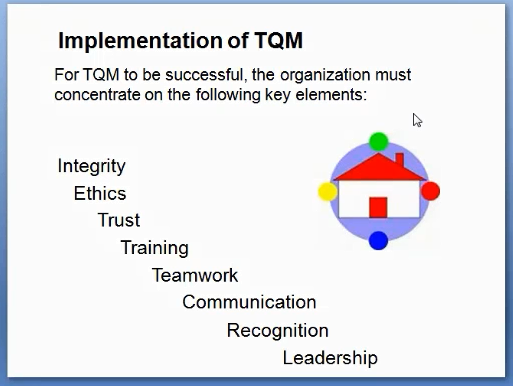 Implementation of TQM
For TQM to be successful, the organization must
concentrate on the following key elements:
Integrity
Ethics
Trust
Training
Teamwork
Communication
Recognition
Leadership